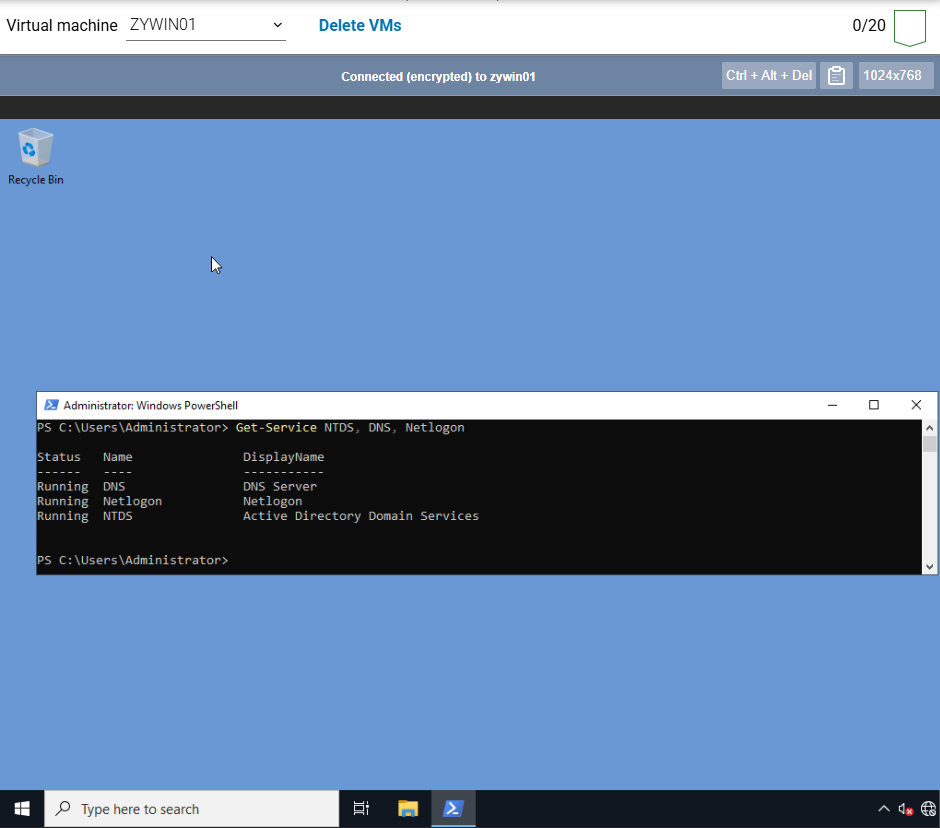 Virtual machine ZYWIN01 Delete VMs 0/20
Connected (encrypted) to zywin01 Ctrl + Alt + Del 1024x768
Recycle Bin
Administrator: Windows PowerShell
PS C:\Users\Administrator> Get-Service NTDS, DNS, Netlogon
Status Name DisplayName
------ ---- -----------
Running DNS DNS Server
Running Netlogon Netlogon
Running NTDS Active Directory Domain Services
PS C:\Users\Administrator>
Type here to search